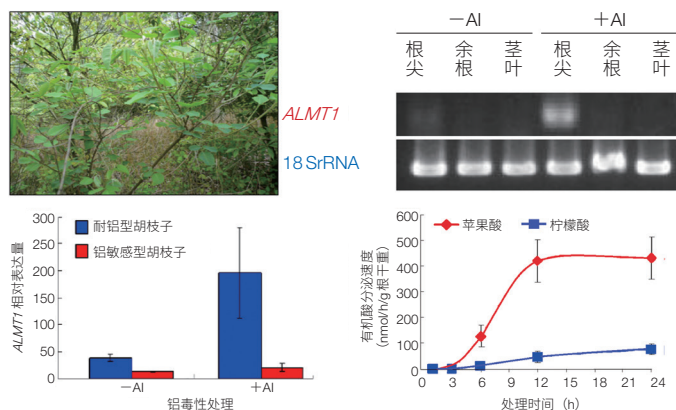 －Al ＋Al
根尖 余根 茎叶 根尖 余根 茎叶
ALMT1
18 SrRNA
ALMT1 相对表达量
300
250
200
150
100
50
0
耐铝型胡枝子
铝敏感型胡枝子
－Al ＋Al
铝毒性处理
有机酸分泌速度
(nmol/h/g根干重)
600
500
400
300
200
100
0
苹果酸 柠檬酸
0 3 6 12 18 24
处理时间（h）